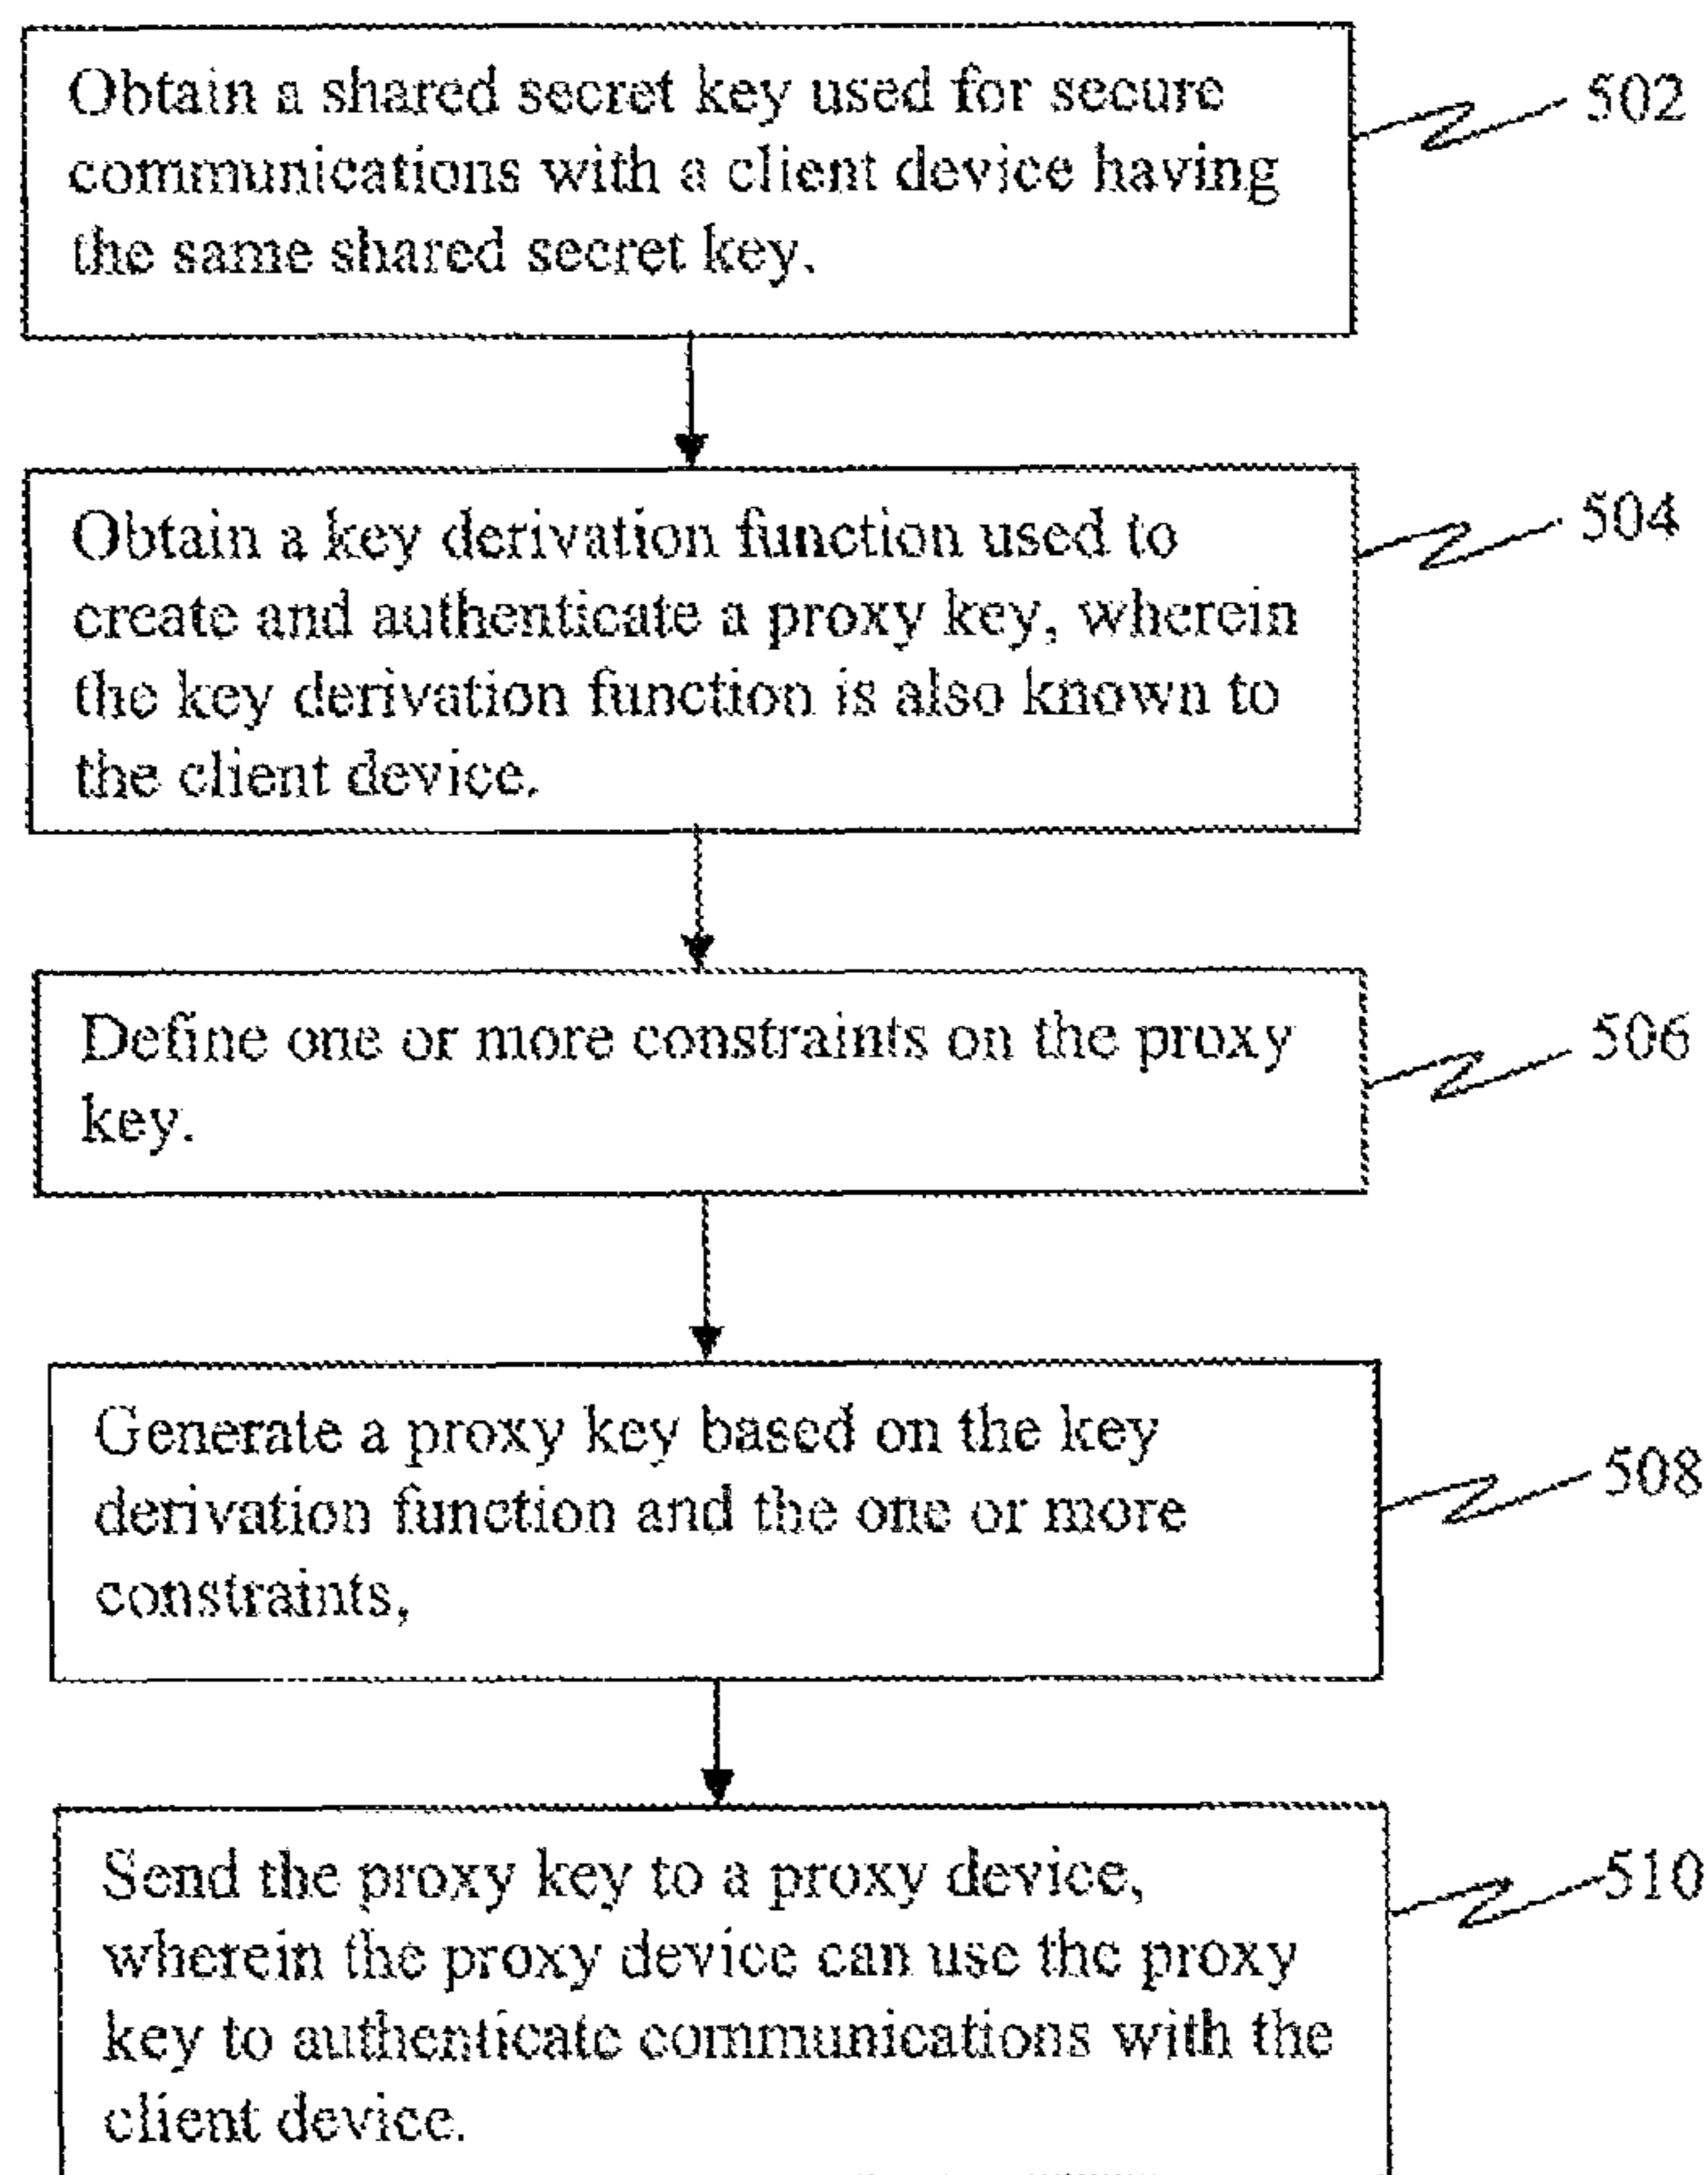 Obtain a shared secret key used for secure
502
communications with a client device having
the same shared secret key.
Obtain a key derivation function used to
504
create and authenticate a proxy key, wherein
the key derivation function is also known to
the client device.
Define one or more constraints on the proxy
506
key.
Generate a proxy key based on the key
508
derivation function and the one or more
constraints,
Send the proxy key to a proxy device,
510
wherein the proxy device can use the proxy
key to authenticate communications with the
client device.